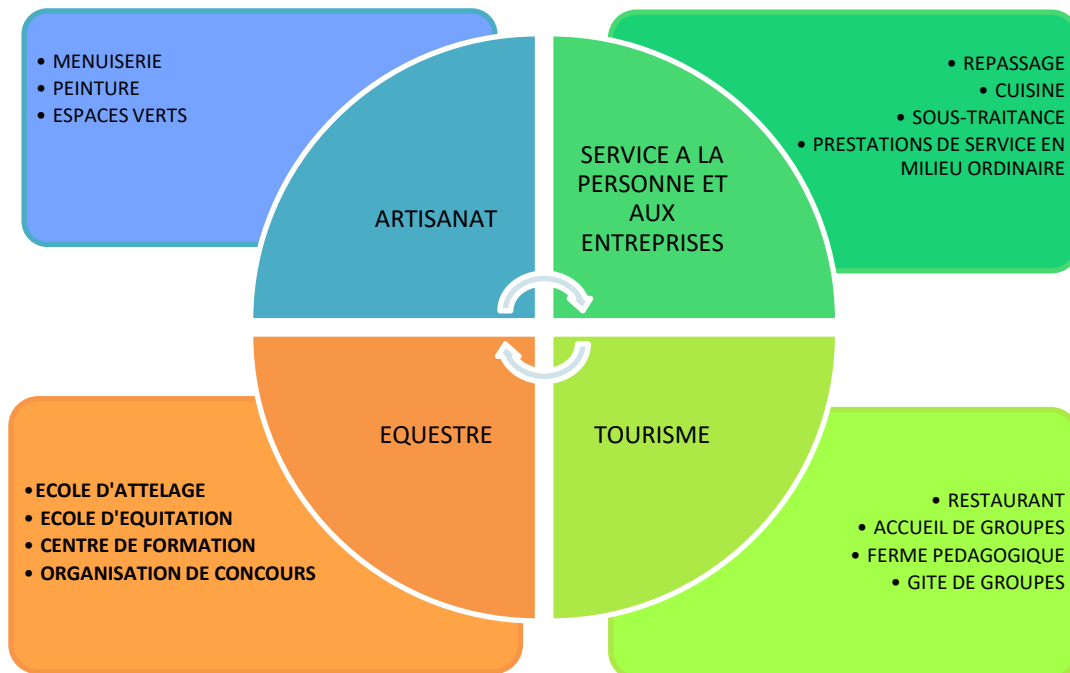 • MENUISERIE
• PEINTURE
• ESPACES VERTS
ARTISANAT
SERVICE A LA
PERSONNE ET
AUX
ENTREPRISES
• REPASSAGE
• CUISINE
• SOUS-TRAITANCE
• PRESTATIONS DE SERVICE EN
MILIEU ORDINAIRE
EQUESTRE
•ECOLE D'ATTELAGE
• ECOLE D'EQUITATION
• CENTRE DE FORMATION
• ORGANISATION DE CONCOURS
TOURISME
• RESTAURANT
• ACCUEIL DE GROUPES
• FERME PEDAGOGIQUE
• GITE DE GROUPES